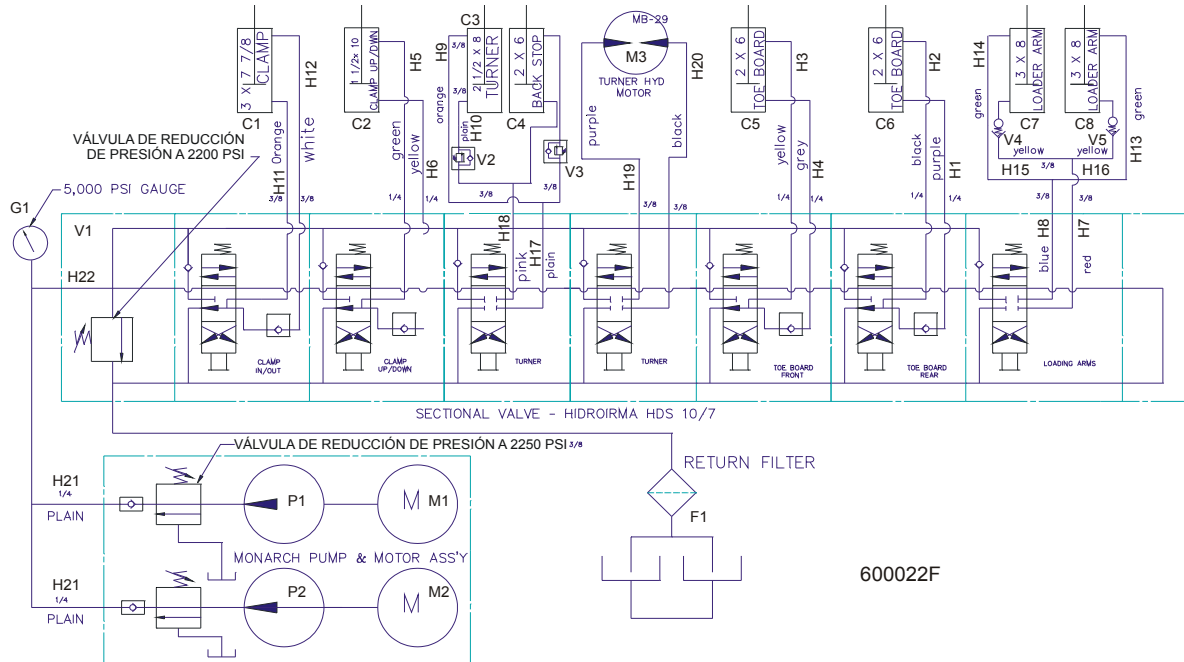 C1
3 X 7 7/8
CLAMP
H12
3/8
white
H11
Orange
3/8
C2
1 1/2x 10
CLAMP UP/DWN
H5
green
yellow
H6
1/4
1/4
C3
H9
3/8
orange
2 1/2 x 8
TURNER
3/8
plain
H10
V2
C4
2 X 6
BACK STOP
V3
3/8
3/8
H18
pink
H17
plain
MB-29
M3
TURNER HYD
MOTOR
H20
purple
black
H19
3/8
3/8
C5
2 X 6
TOE BOARD
H3
yellow
grey
H4
1/4
1/4
C6
2 X 6
TOE BOARD
H2
black
purple
H1
1/4
1/4
H14
3/8
green
C7
3 X 8
LOADER ARM
C8
3 X 8
LOADER ARM
green
H13
V4
yellow
V5
yellow
3/8
H15
H16
3/8
3/8
H8
H7
blue
red
VÁLVULA DE REDUCCIÓN
DE PRESIÓN A 2200 PSI
5,000 PSI GAUGE
G1
V1
H22
CLAMP
IN/OUT
CLAMP
UP/DOWN
TURNER
TURNER
TOE BOARD
FRONT
TOE BOARD
REAR
LOADING ARMS
SECTIONAL VALVE - HIDROIRMA HDS 10/7
VÁLVULA DE REDUCCIÓN DE PRESIÓN A 2250 PSI
3/8
RETURN FILTER
F1
H21
1/4
PLAIN
P1
M
M1
MONARCH PUMP & MOTOR ASS'Y
H21
1/4
PLAIN
P2
M
M2
600022F